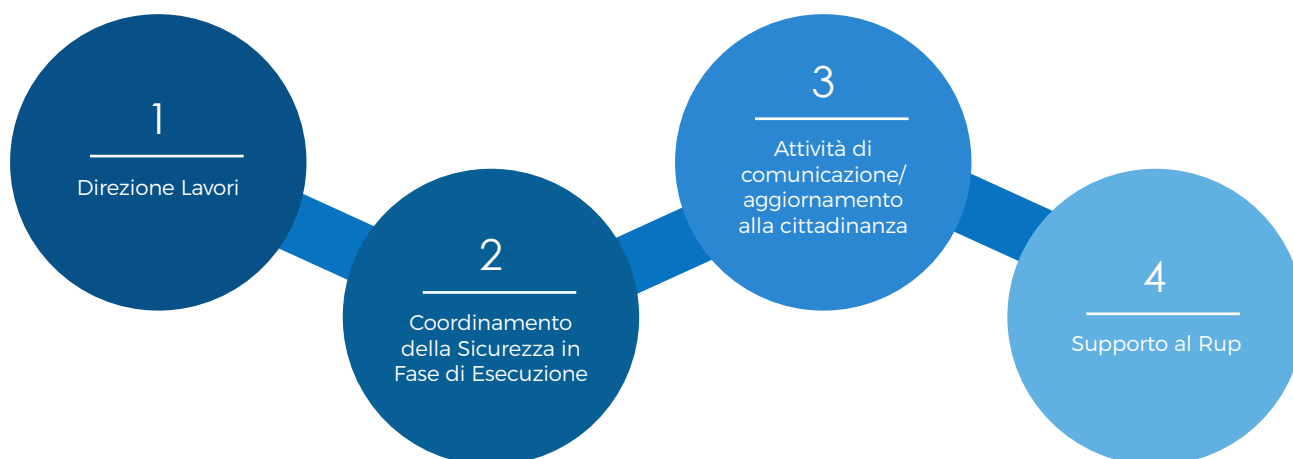 1
Direzione Lavori
2
Coordinamento
della Sicurezza in
Fase di Esecuzione
3
Attività di
comunicazione/
aggiornamento
alla cittadinanza
4
Supporto al Rup